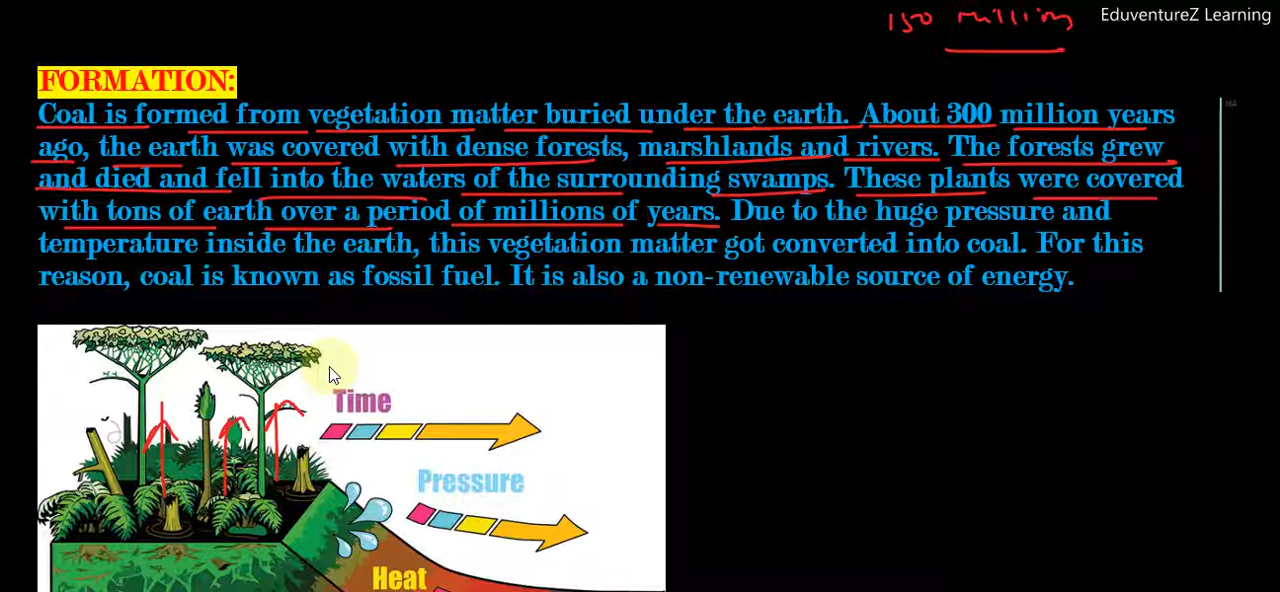 150 million
EduventureZ Learning
FORMATION:
Coal is formed from vegetation matter buried under the earth. About 300 million years
ago, the earth was covered with dense forests, marshlands and rivers. The forests grew
and died and fell into the waters of the surrounding swamps. These plants were covered
with tons of earth over a period of millions of years. Due to the huge pressure and
temperature inside the earth, this vegetation matter got converted into coal. For this
reason, coal is known as fossil fuel. It is also a non-renewable source of energy.
Time
Pressure
Heat